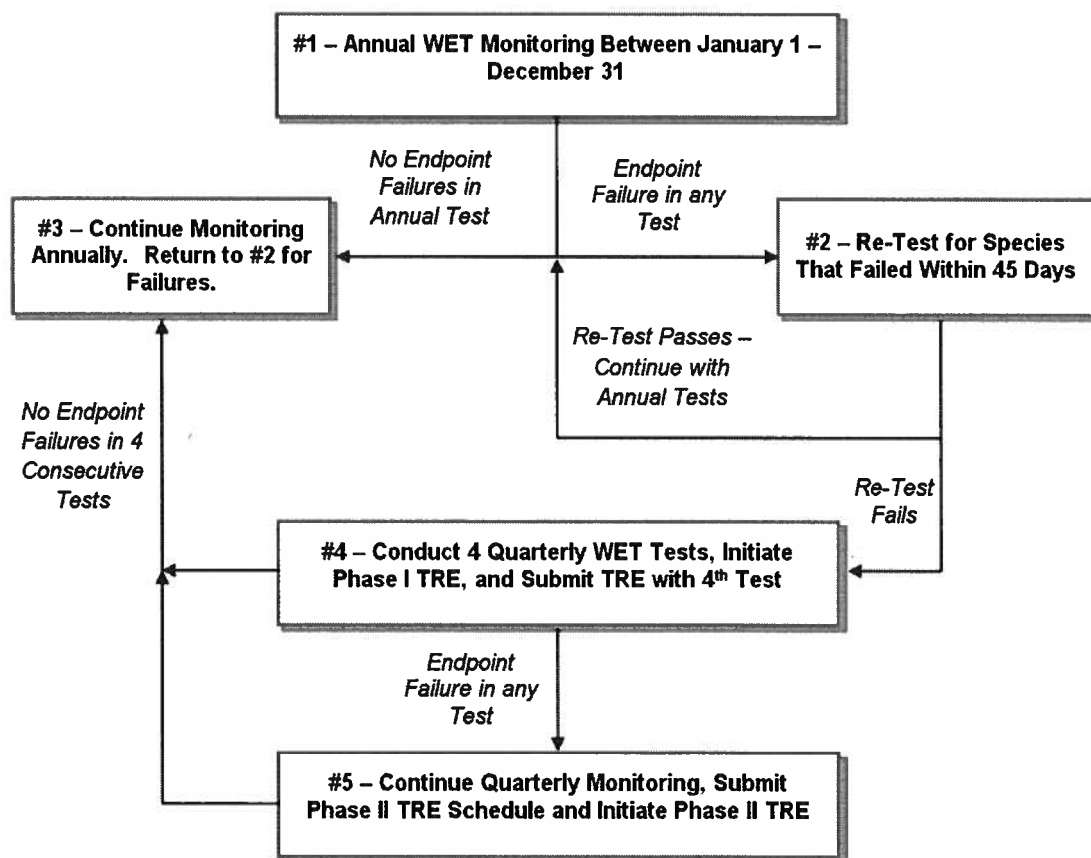 #1 – Annual WET Monitoring Between January 1 –
December 31
No Endpoint
Failures in
Annual Test
Endpoint
Failure in any
Test
#3 – Continue Monitoring
Annually. Return to #2 for
Failures.
#2 – Re-Test for Species
That Failed Within 45 Days
Re-Test Passes –
Continue with
Annual Tests
No Endpoint
Failures in 4
Consecutive
Tests
Re-Test
Fails
#4 – Conduct 4 Quarterly WET Tests, Initiate
Phase I TRE, and Submit TRE with 4th Test
Endpoint
Failure in any
Test
#5 – Continue Quarterly Monitoring, Submit
Phase II TRE Schedule and Initiate Phase II TRE